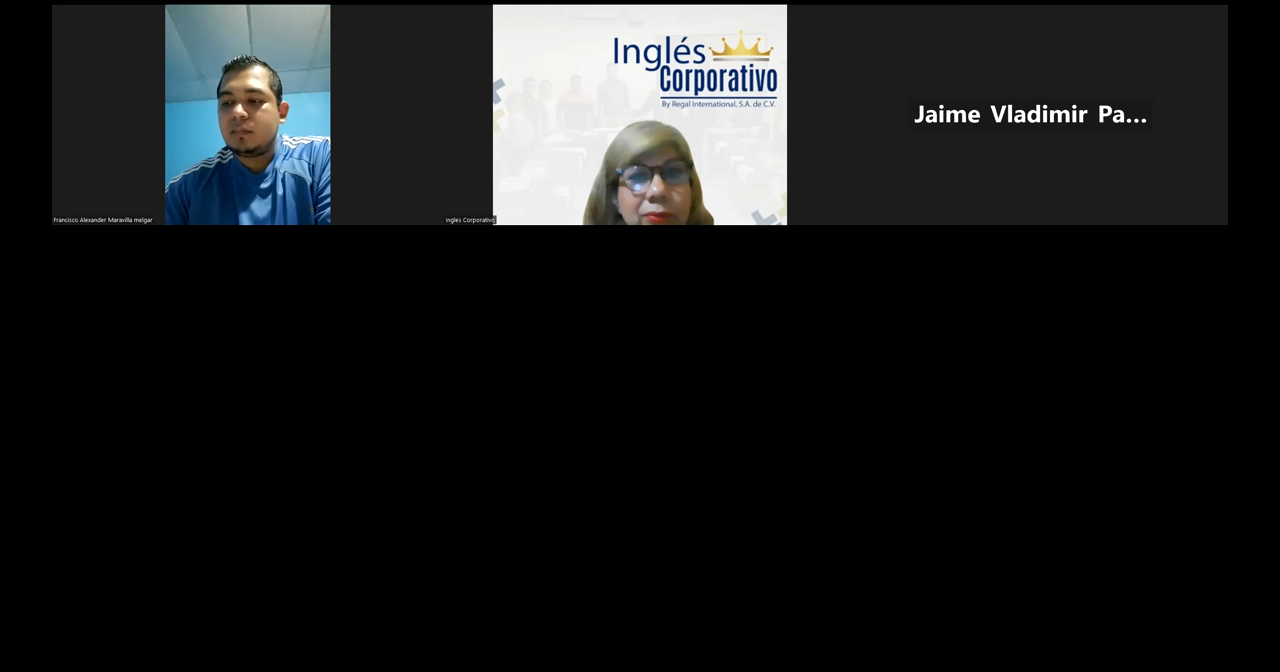 Inglés
Corporativo
By Regal International, S.A. de C.V.
Jaime Vladimir Pa...
Francisco Alexander Maravilla melgar
Ingles Corporativo